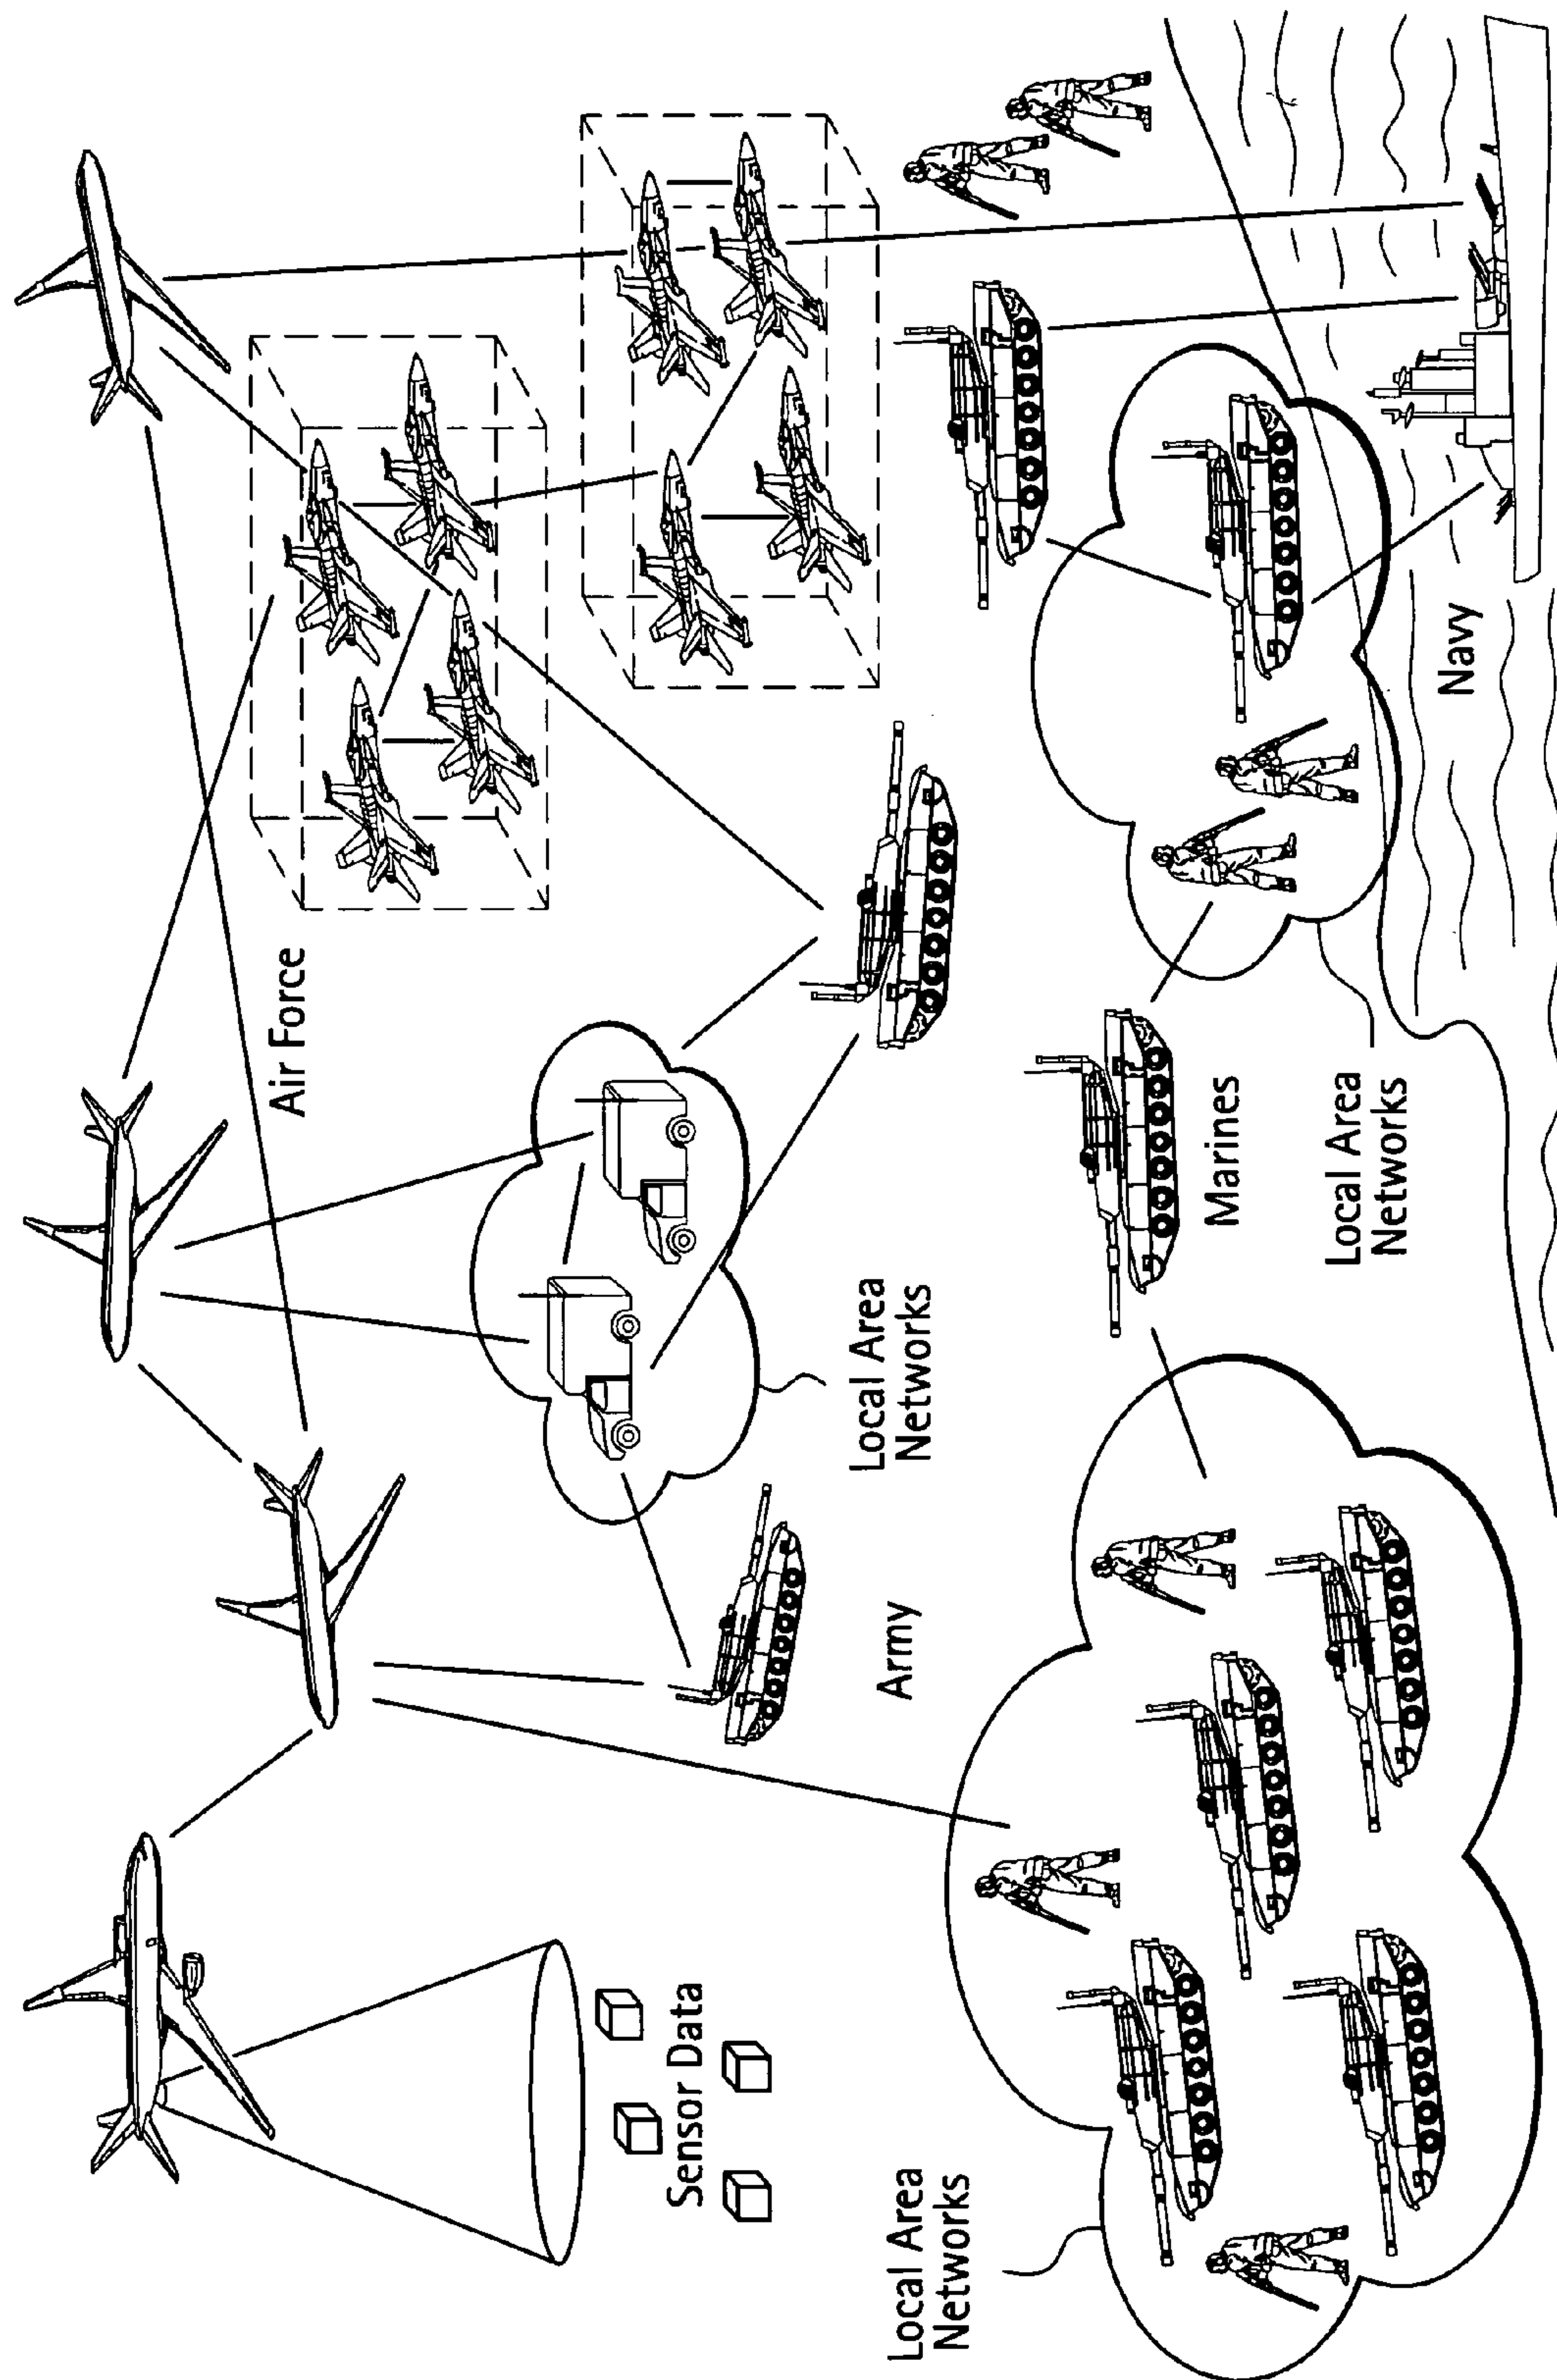 Air Force
Sensor Data
Army
Local Area
Networks
Local Area
Networks
Marines
Local Area
Networks
Navy